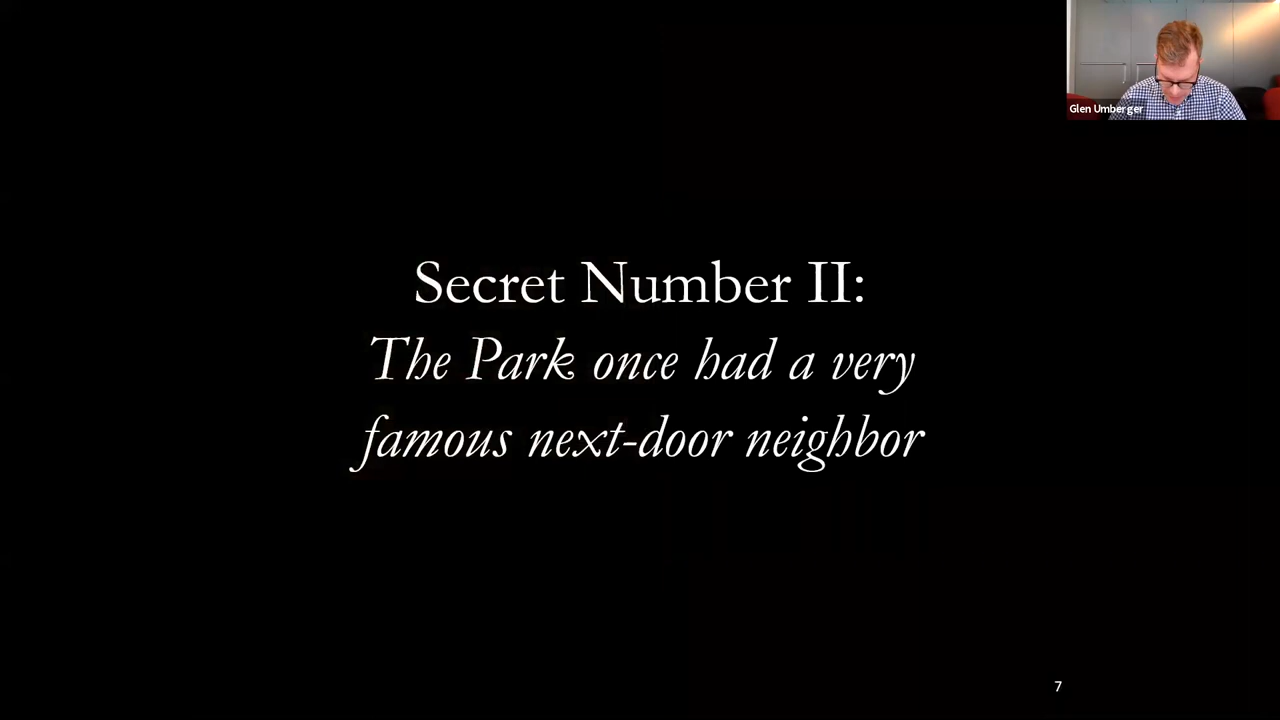 Glen Umberger
Secret Number II:
The Park once had a very
famous next-door neighbor
7